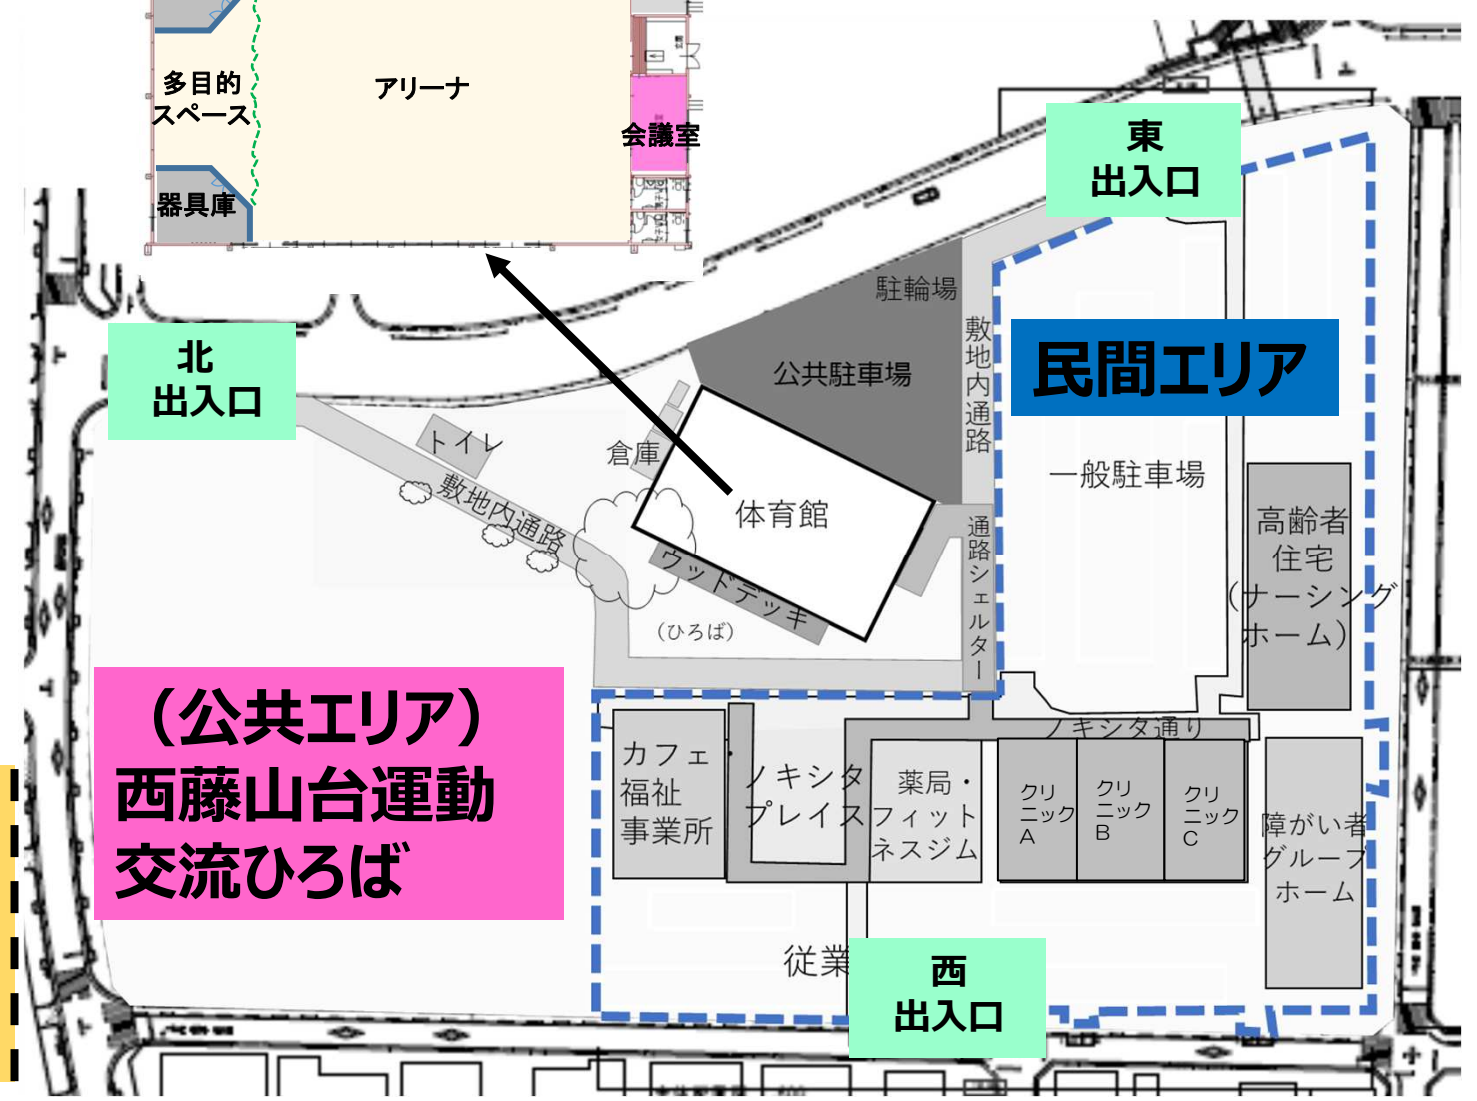 多目的
スペース
アリーナ
会議室
器具庫
東
出入口
北
出入口
駐輪場
公共駐車場
敷地内通路
民間エリア
トイレ
倉庫
敷地内通路
体育館
ウッドデッキ
（ひろば）
通路シェルター
一般駐車場
高齢者
住宅
（ナーシング
ホーム）
（公共エリア）
西藤山台運動
交流ひろば
カフェ・
福祉
事業所
ノキシタ
プレイス
薬局・
フィット
ネスジム
ノキシタ通り
クリ
ニック
A
クリ
ニック
B
クリ
ニック
C
障がい者
グループ
ホーム
従業
西
出入口